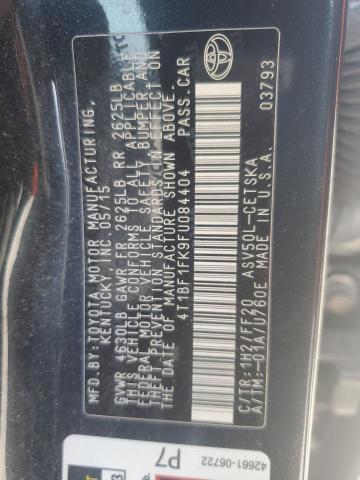 MFD. BY: TOYOTA MOTOR MANUFACTURING,
KENTUCKY, INC. 05/15
GVWR 4630LB GAWR FR 2625LB RR 2625LB
THIS VEHICLE CONFORMS TO ALL APPLICABLE
FEDERAL MOTOR VEHICLE SAFETY, BUMPER AND
THEFT PREVENTION STANDARDS IN EFFECT ON
THE DATE OF MANUFACTURE SHOWN ABOVE.
4T1BF1FK9FU084404 PASS.CAR
C/TR:1H2/FF20 ASV50L-CETSKA
A/TM:-01A/U760E MADE IN U.S.A. 03793
42661-06722
P7